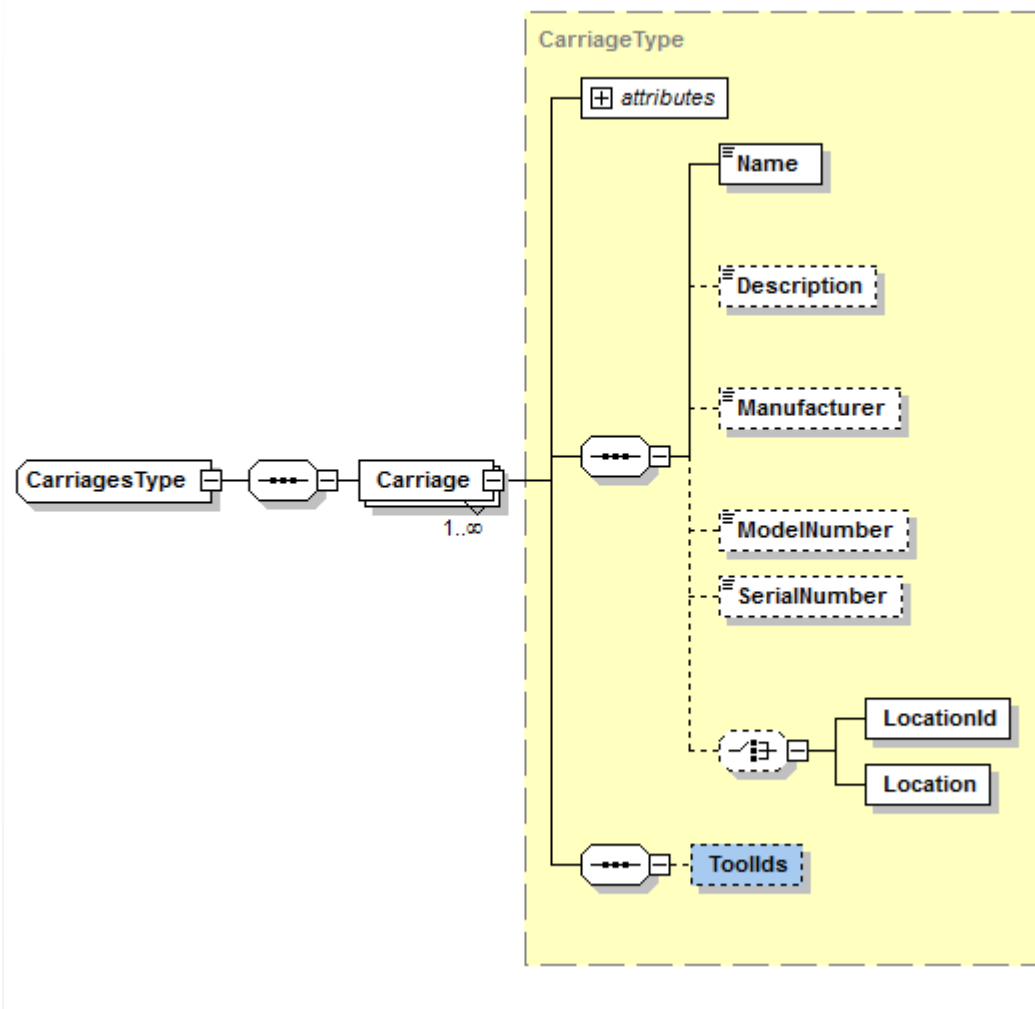 CarriageType
attributes
Name
Description
Manufacturer
CarriagesType
Carriage
1..∞
ModelNumber
SerialNumber
LocationId
Location
ToolIds